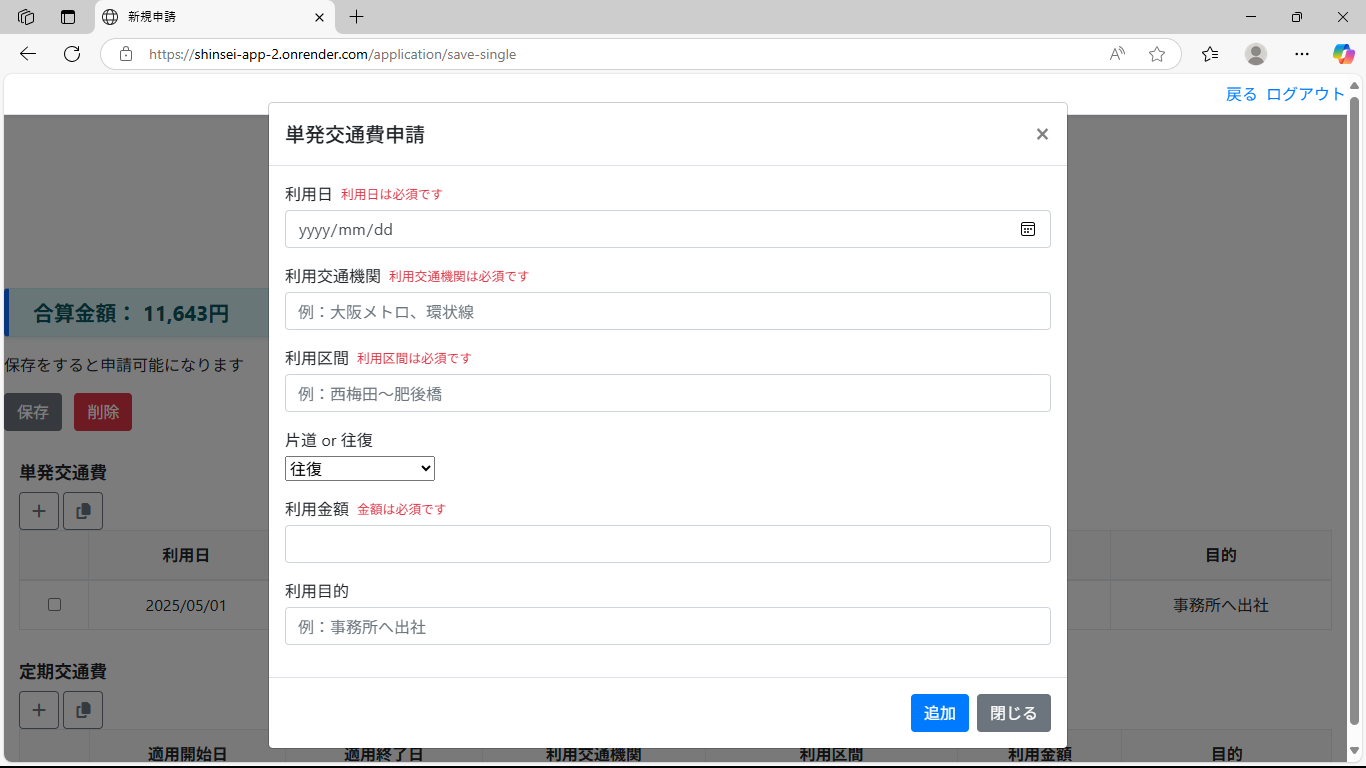 新規申請
https://shinsei-app-2.onrender.com/application/save-single
戻る ログアウト
単発交通費申請 ×
利用日 利用日は必須です
yyyy/mm/dd
利用交通機関 利用交通機関は必須です
例：大阪メトロ、環状線
利用区間 利用区間は必須です
例：西梅田～肥後橋
片道 or 往復
往復
利用金額 金額は必須です
利用目的
例：事務所へ出社
追加 閉じる
合算金額： 11,643円
保存をすると申請可能になります
保存 削除
単発交通費
利用日 目的
2025/05/01 事務所へ出社
定期交通費
適用開始日 適用終了日 利用交通機関 利用区間 利用金額 目的